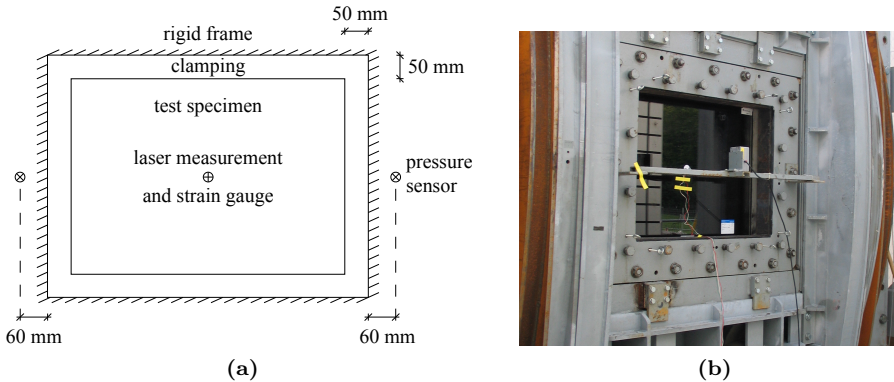 50 mm
rigid frame
clamping
50 mm
test specimen
laser measurement
and strain gauge
pressure
sensor
60 mm
60 mm
(a)
(b)